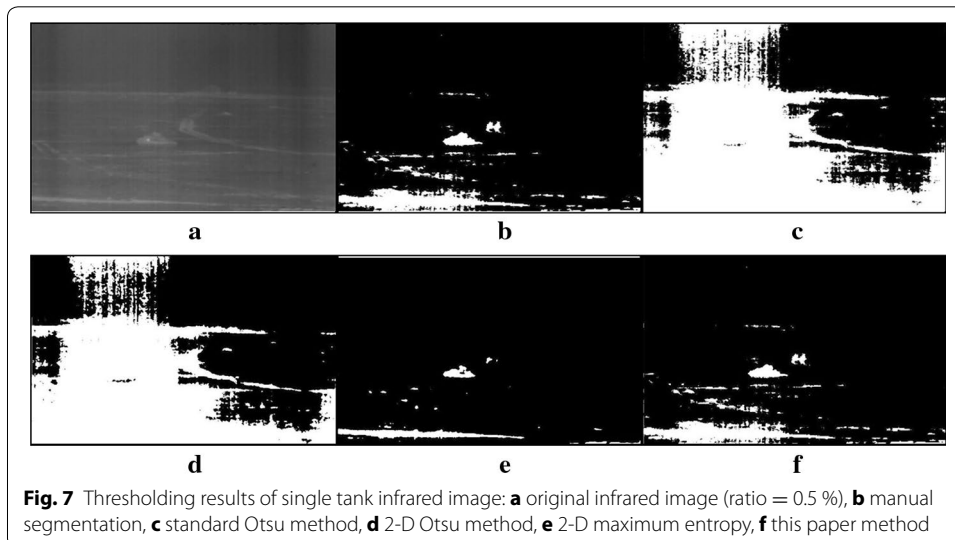 a
b
c
d
e
f
Fig. 7 Thresholding results of single tank infrared image: a original infrared image (ratio = 0.5 %), b manual
segmentation, c standard Otsu method, d 2-D Otsu method, e 2-D maximum entropy, f this paper method